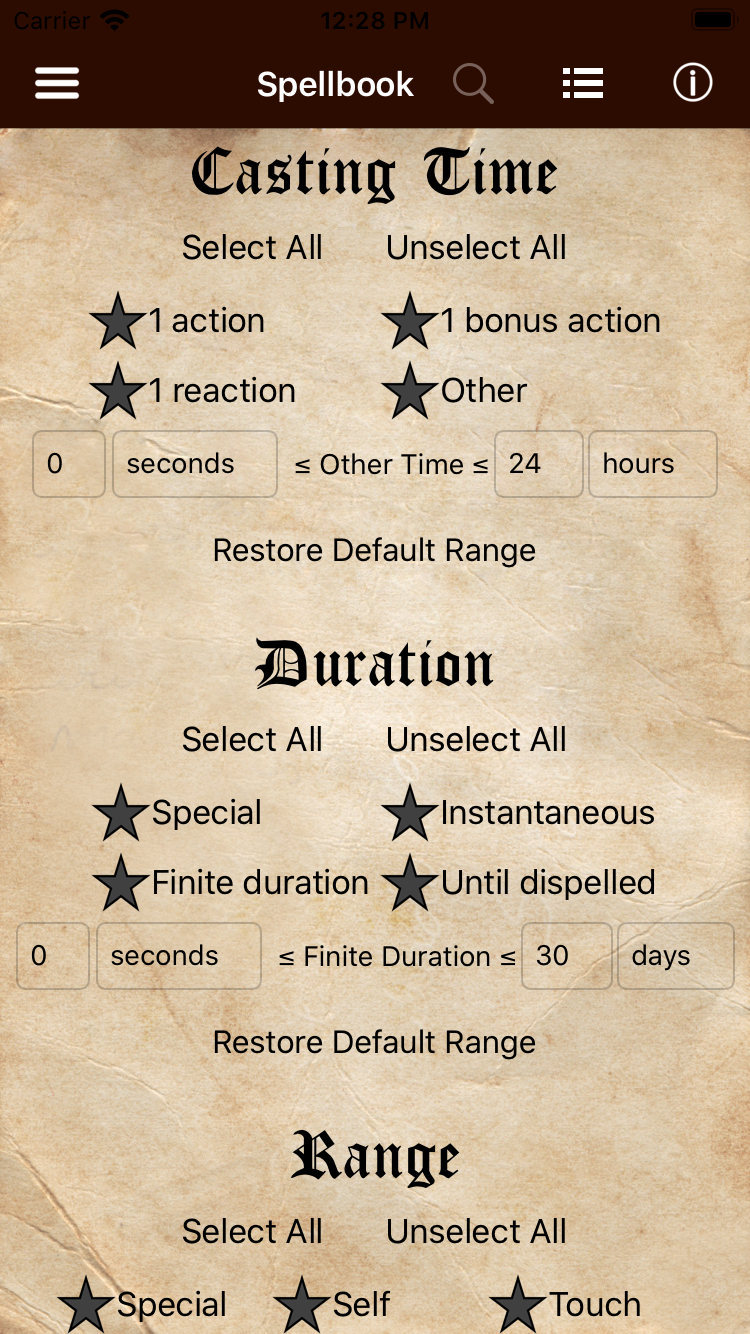 Carrier 12:28 PM
Spellbook
Casting Time
Select All Unselect All
1 action 1 bonus action
1 reaction Other
0 seconds ≤ Other Time ≤ 24 hours
Restore Default Range
Duration
Select All Unselect All
Special Instantaneous
Finite duration Until dispelled
0 seconds ≤ Finite Duration ≤ 30 days
Restore Default Range
Range
Select All Unselect All
Special Self Touch